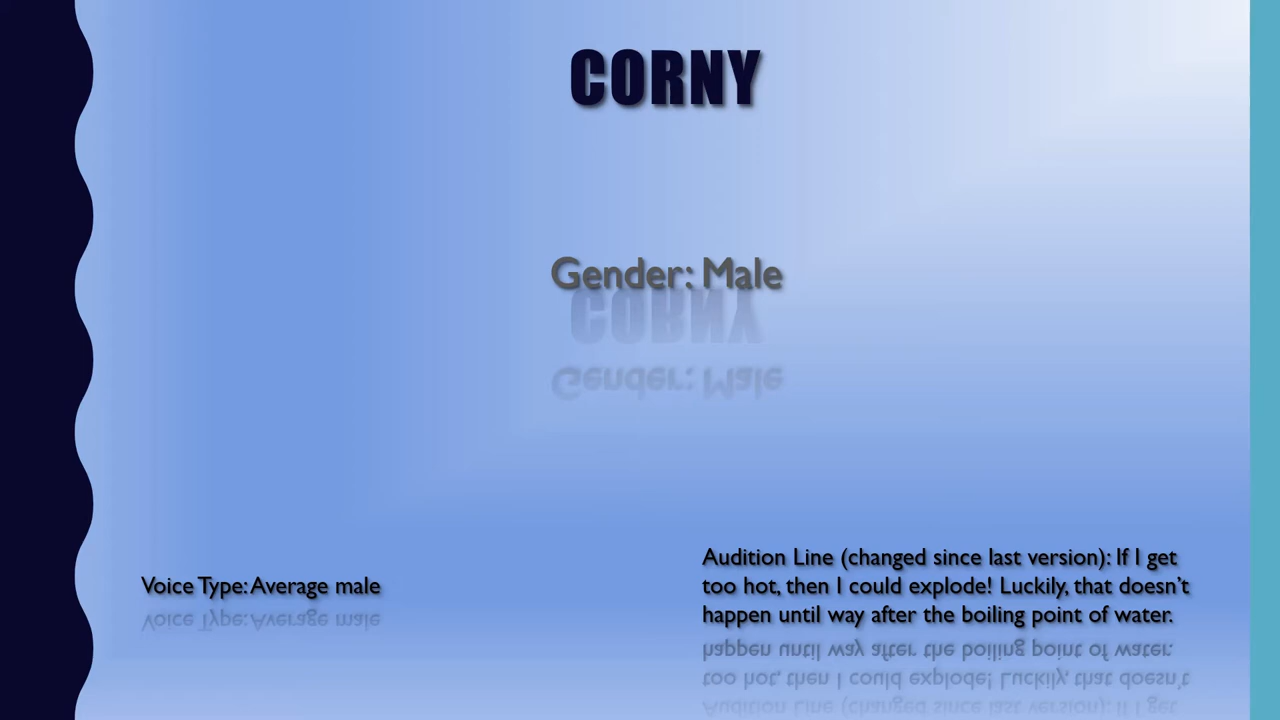 CORNY
Gender: Male
Voice Type: Average male
Audition Line (changed since last version): If I get
too hot, then I could explode! Luckily, that doesn't
happen until way after the boiling point of water.